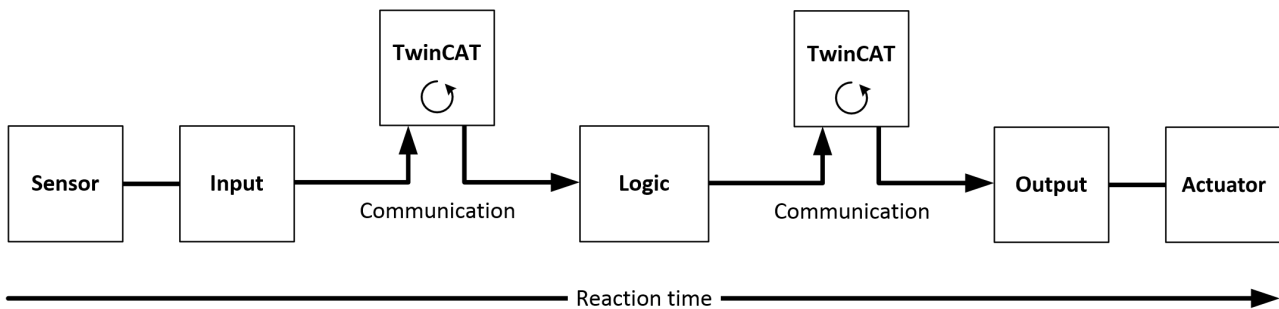 TwinCAT
TwinCAT
Sensor
Input
Communication
Logic
Communication
Output
Actuator
Reaction time